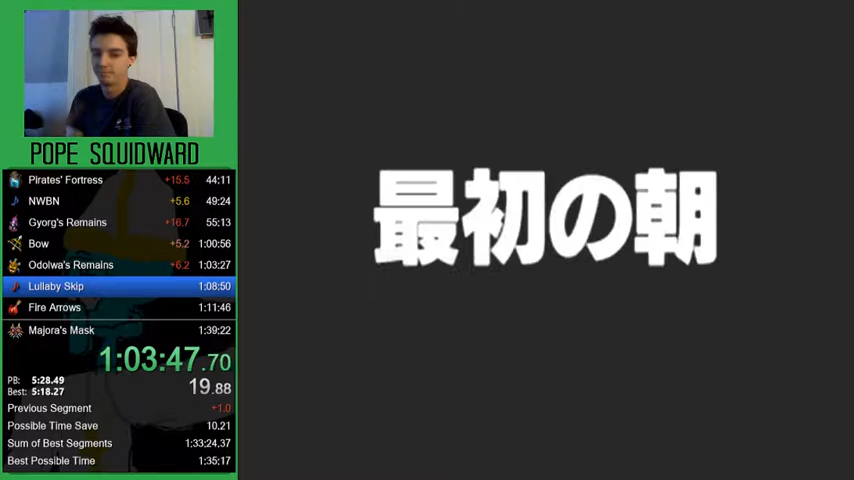 POPE SQUIDWARD
Pirates' Fortress +15.5 44:11
NWBN +5.6 49:24
Gyorg's Remains +16.7 55:13
Bow +5.2 1:00:56
Odolwa's Remains +6.2 1:03:27
Lullaby Skip 1:08:50
Fire Arrows 1:11:46
Majora's Mask 1:39:22
1:03:47.70
PB: 5:28.49 19.88
Best: 5:18.27
Previous Segment +1.0
Possible Time Save 10.21
Sum of Best Segments 1:33:24.37
Best Possible Time 1:35:17
最初の朝